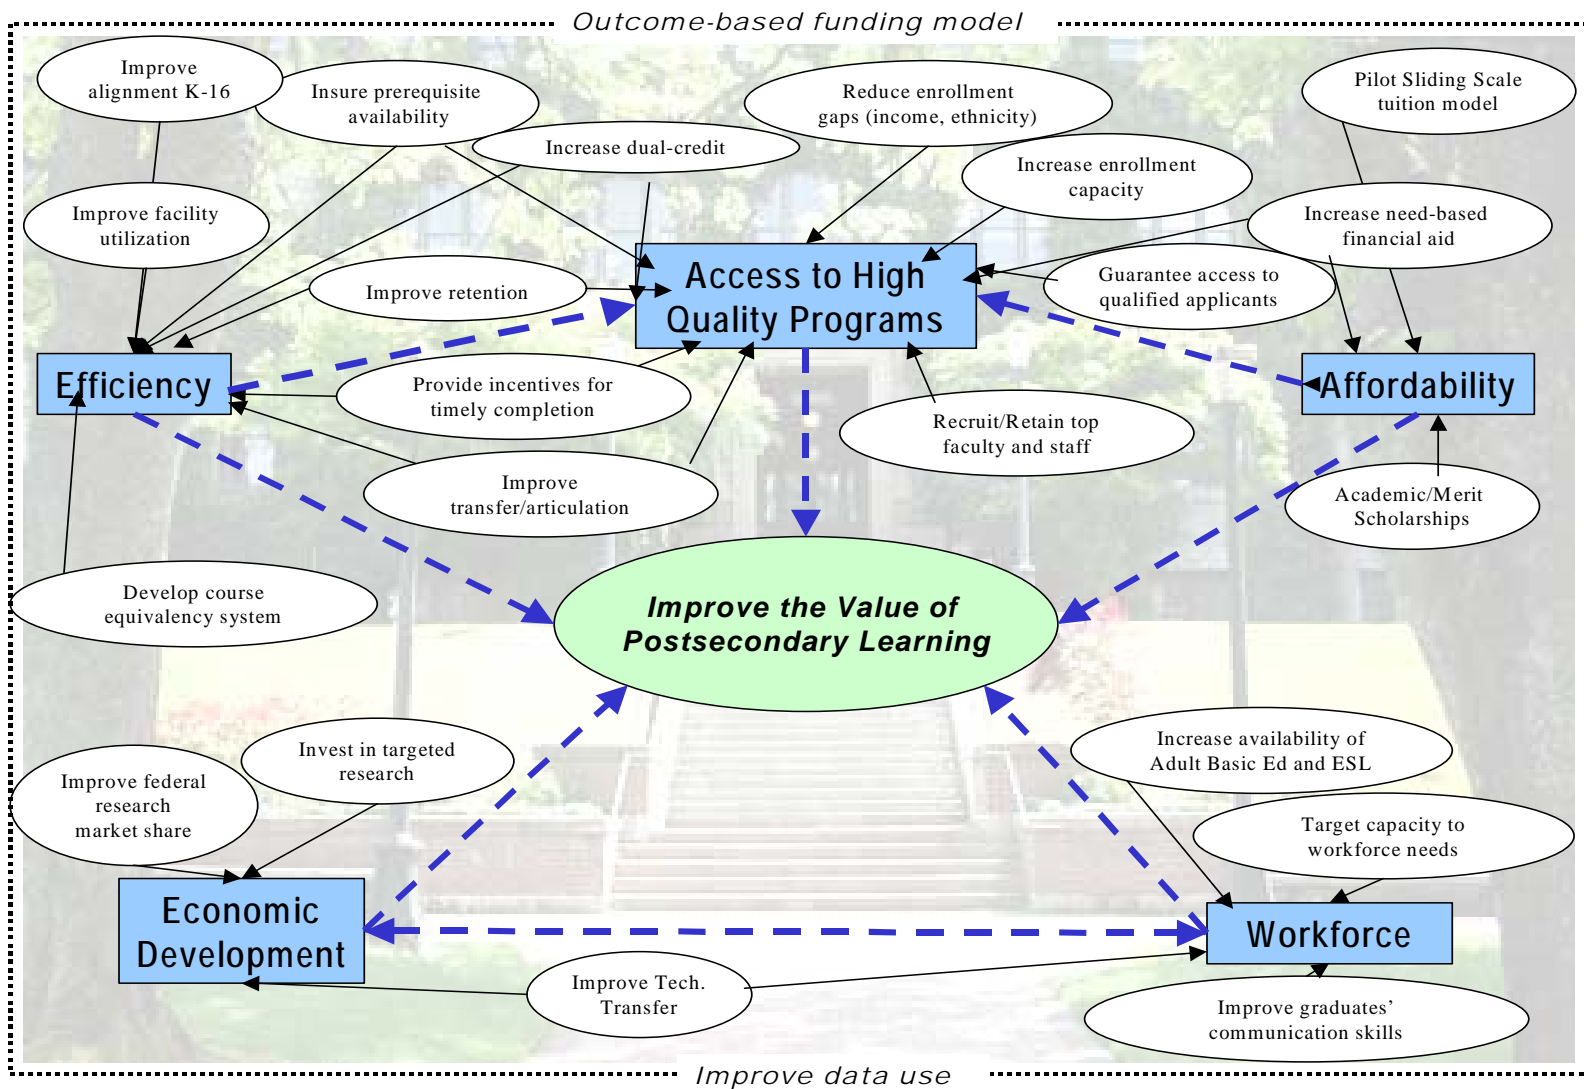 Outcome-based funding model
Improve
alignment K-16
Insure prerequisite
availability
Reduce enrollment
gaps (income, ethnicity)
Pilot Sliding Scale
tuition model
Increase dual-credit
Increase enrollment
capacity
Improve facility
utilization
Increase need-based
financial aid
Access to High
Quality Programs
Guarantee access to
qualified applicants
Improve retention
Efficiency
Provide incentives for
timely completion
Affordability
Recruit/Retain top
faculty and staff
Improve
transfer/articulation
Academic/Merit
Scholarships
Develop course
equivalency system
Improve the Value of
Postsecondary Learning
Invest in targeted
research
Increase availability of
Adult Basic Ed and ESL
Improve federal
research
market share
Target capacity to
workforce needs
Economic
Development
Workforce
Improve Tech.
Transfer
Improve graduates’
communication skills
Improve data use